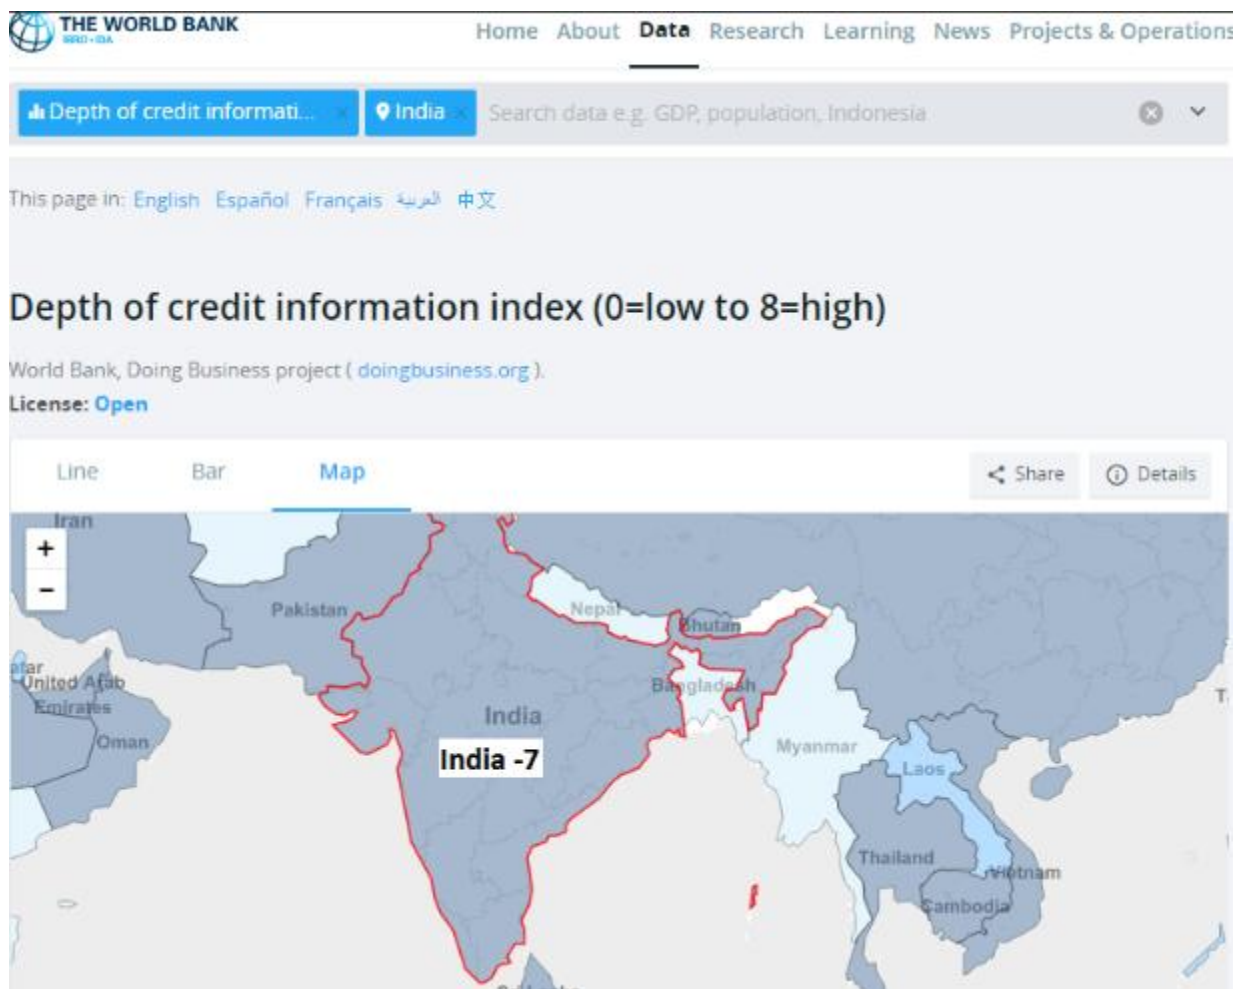 THE WORLD BANK
IBRD • IDA
Home About Data Research Learning News Projects & Operations
Depth of credit informati... × India × Search data e.g. GDP, population, Indonesia
This page in: English Español Français العربية 中文
Depth of credit information index (0=low to 8=high)
World Bank, Doing Business project ( doingbusiness.org ).
License: Open
Line Bar Map Share Details
Iran
+
−
Pakistan
Nepal
Bhutan
atar
United Arab
Emirates
Bangladesh
India
T
Oman
Myanmar
India -7
Laos
Thailand
Vietnam
Cambodia